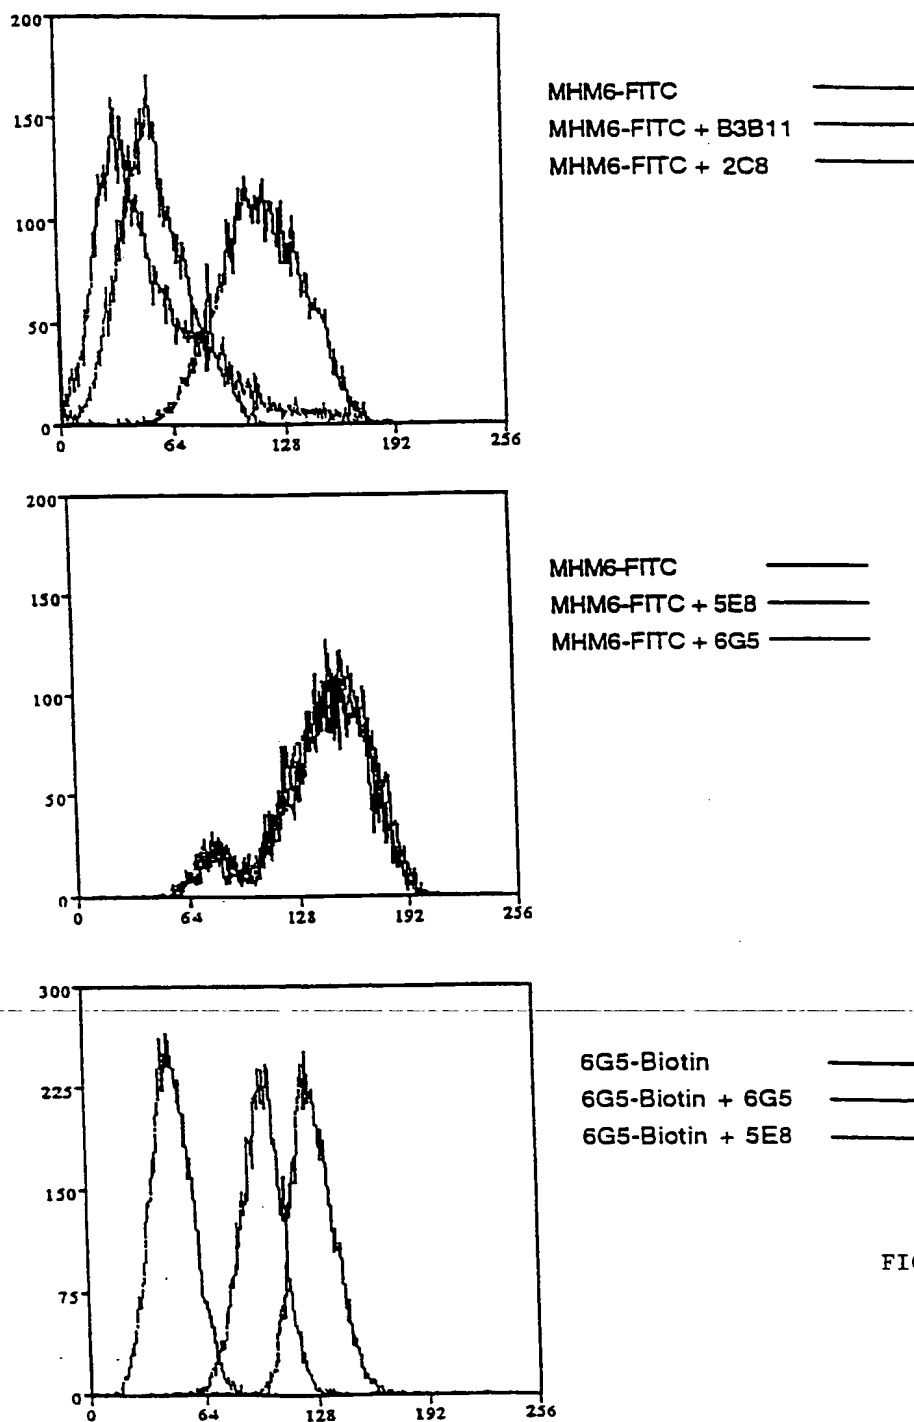 200
150
100
50
0
0 64 128 192 256
MHM6-FITC
MHM6-FITC + B3B11
MHM6-FITC + 2C8
200
150
100
50
0
0 64 128 192 256
MHM6-FITC
MHM6-FITC + 5E8
MHM6-FITC + 6G5
300
225
150
75
0
0 64 128 192 256
6G5-Biotin
6G5-Biotin + 6G5
6G5-Biotin + 5E8